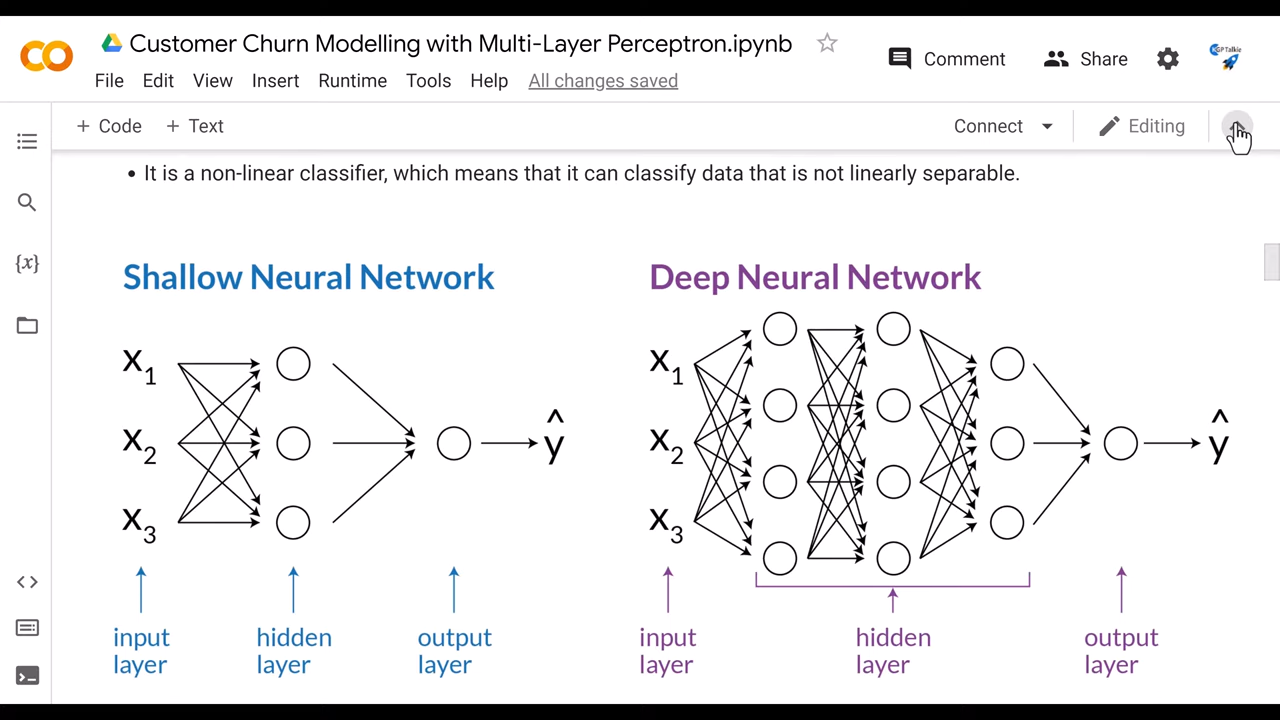 Customer Churn Modelling with Multi-Layer Perceptron.ipynb
File Edit View Insert Runtime Tools Help All changes saved
Comment Share
KGP Talkie
+ Code + Text Connect Editing
{x}
• It is a non-linear classifier, which means that it can classify data that is not linearly separable.
Shallow Neural Network
x1
x2
x3
ŷ
input layer
hidden layer
output layer
Deep Neural Network
x1
x2
x3
ŷ
input layer
hidden layer
output layer